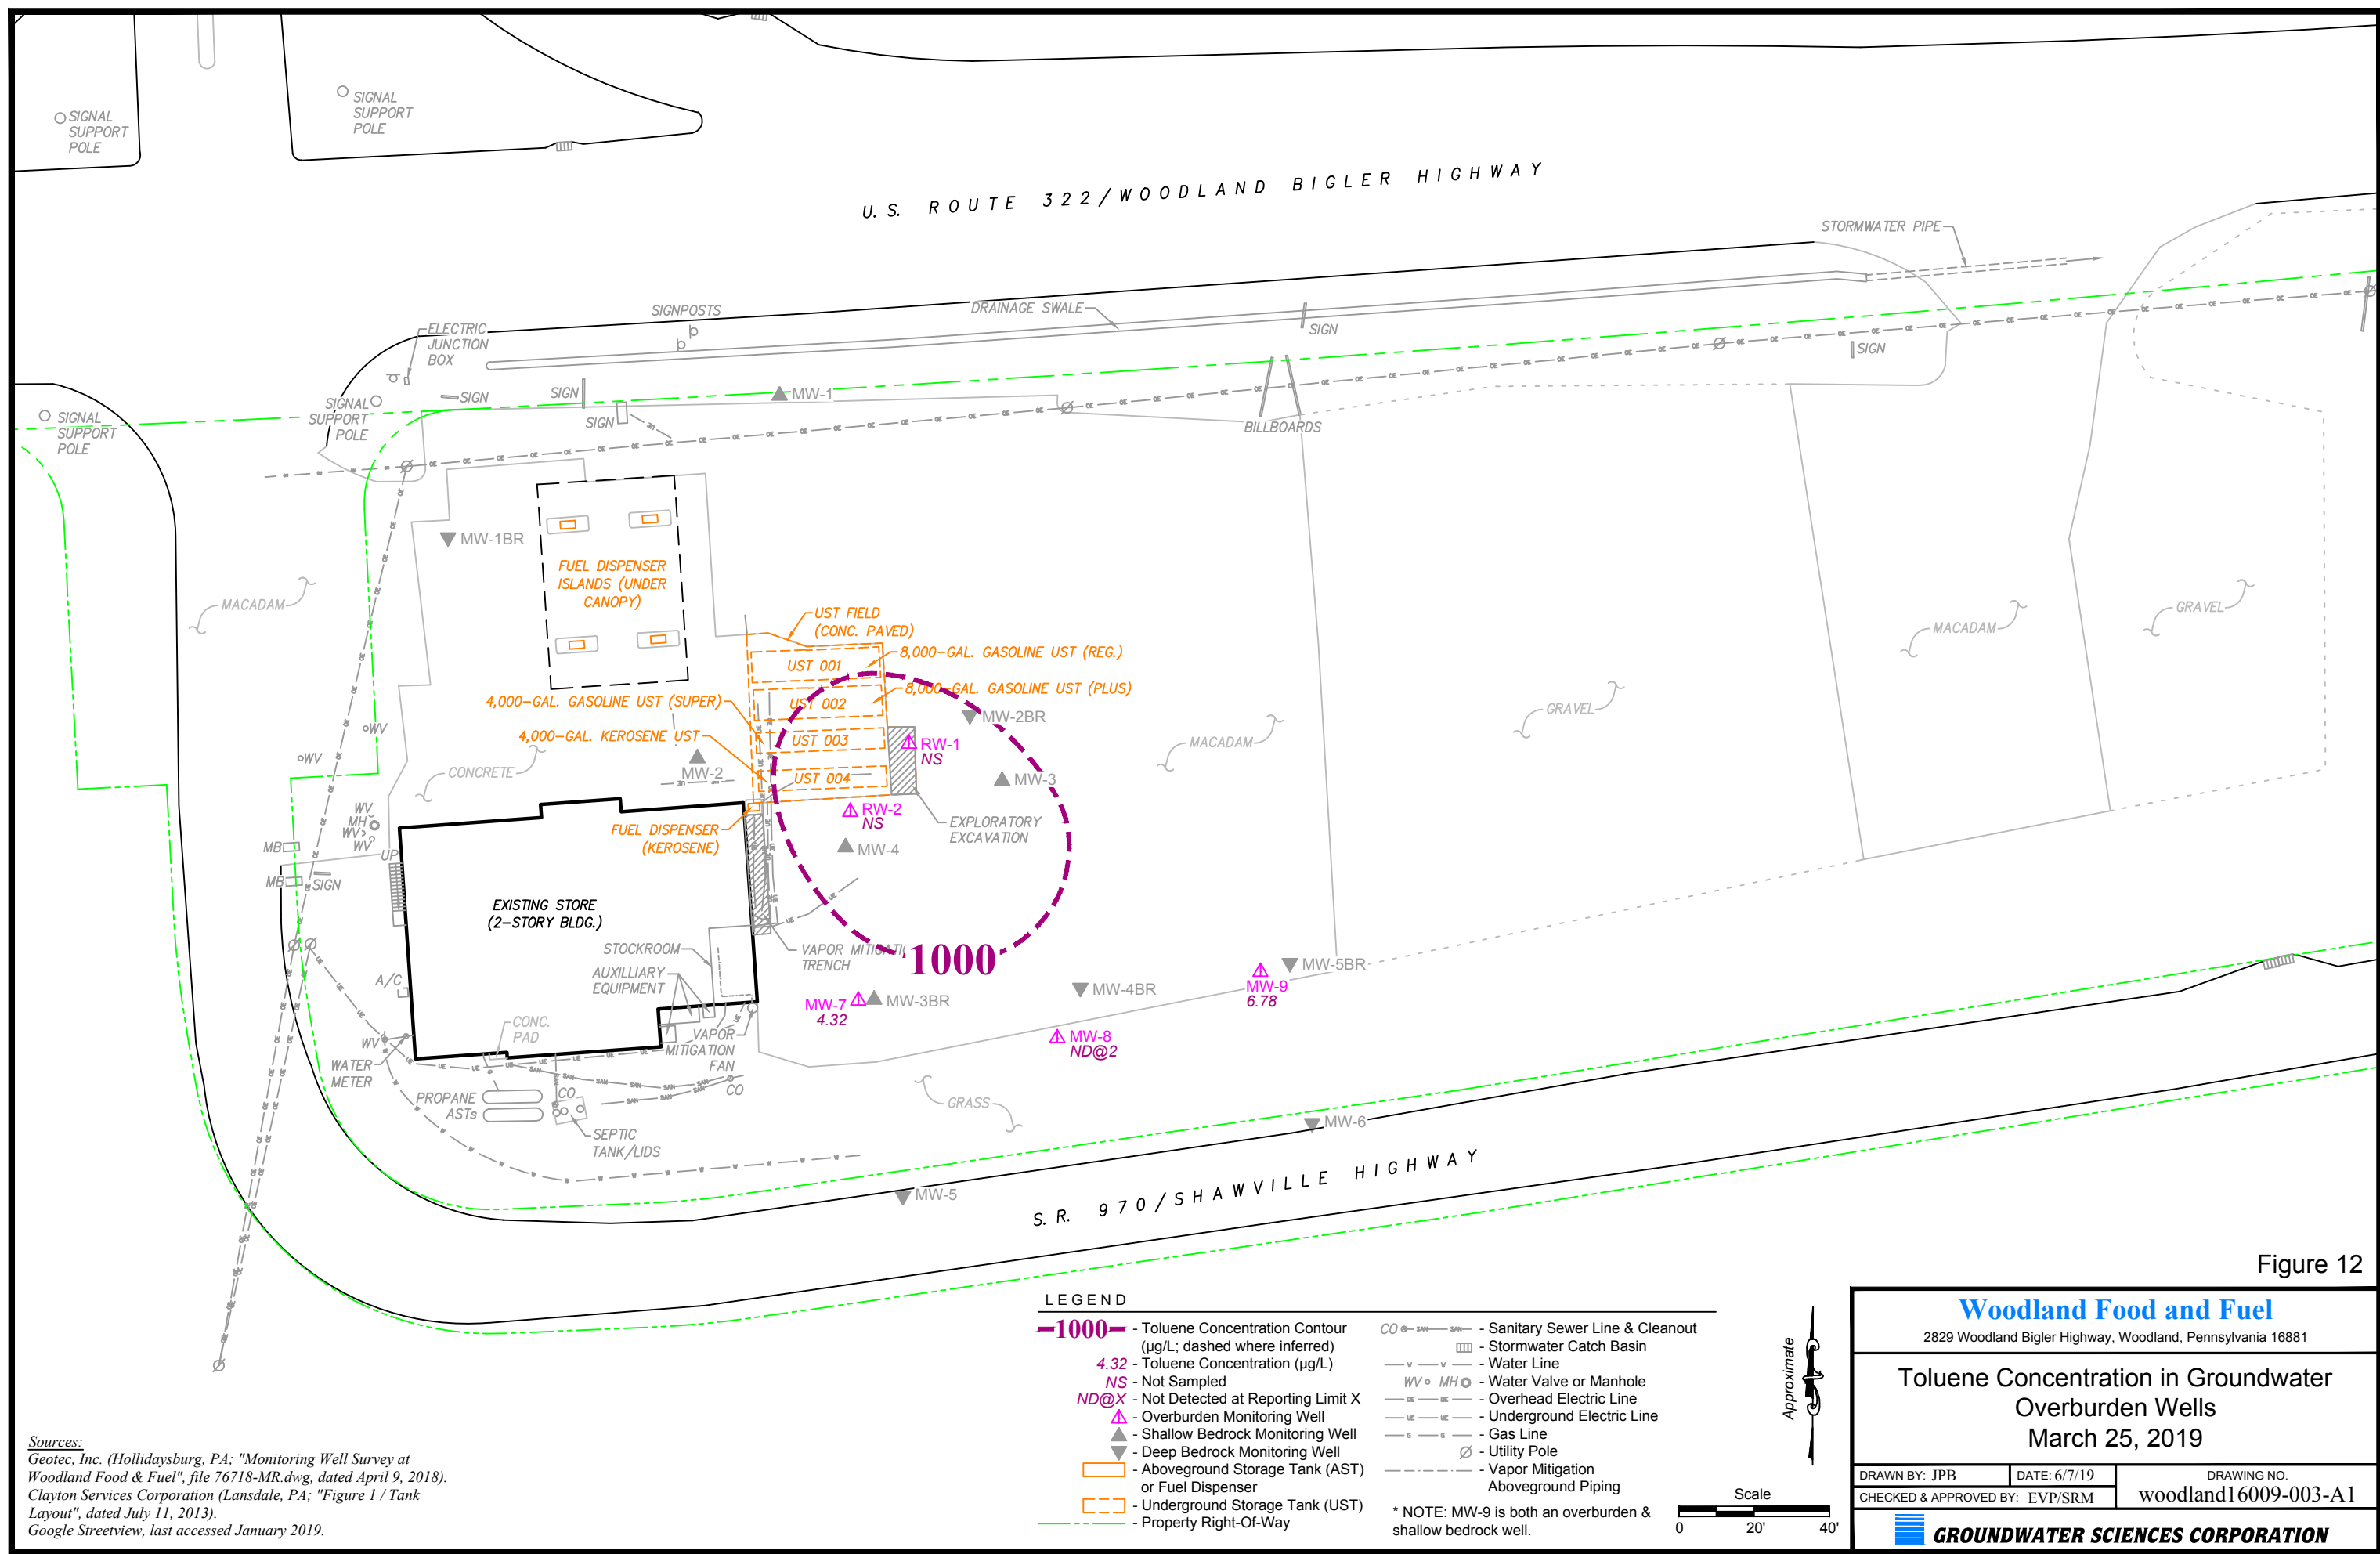 SIGNAL
SUPPORT
POLE
SIGNAL
SUPPORT
POLE
U.S. ROUTE 322/WOODLAND BIGLER HIGHWAY
STORMWATER PIPE
SIGNPOSTS
DRAINAGE SWALE
SIGN
SIGN
ELECTRIC
JUNCTION
BOX
SIGN
SIGN
SIGN
MW-1
SIGNAL
SUPPORT
POLE
SIGNAL
SUPPORT
POLE
BILLBOARDS
MW-1BR
FUEL DISPENSER
ISLANDS (UNDER
CANOPY)
MACADAM
UST FIELD
(CONC. PAVED)
8,000-GAL. GASOLINE UST (REG.)
UST 001
8,000-GAL. GASOLINE UST (PLUS)
4,000-GAL. GASOLINE UST (SUPER)
UST 002
MW-2BR
4,000-GAL. KEROSENE UST
UST 003
RW-1
NS
MACADAM
GRAVEL
MACADAM
GRAVEL
WV
WV
CONCRETE
MW-2
UST 004
MW-3
RW-2
NS
EXPLORATORY
EXCAVATION
FUEL DISPENSER
(KEROSENE)
MW-4
WV
MH
WV
WV
MB
UP
MB
SIGN
EXISTING STORE
(2-STORY BLDG.)
STOCKROOM
VAPOR MITIGATI
TRENCH
1000
AUXILLIARY
EQUIPMENT
A/C
MW-7
4.32
MW-3BR
MW-4BR
MW-9
6.78
MW-5BR
MW-8
ND@2
CONC.
PAD
VAPOR
MITIGATION
FAN
WV
WATER
METER
CO
CO
PROPANE
ASTs
SEPTIC
TANK/LIDS
GRASS
MW-6
MW-5
S.R. 970/SHAWVILLE HIGHWAY
Figure 12
LEGEND
1000 - Toluene Concentration Contour
(µg/L; dashed where inferred)
4.32 - Toluene Concentration (µg/L)
NS - Not Sampled
ND@X - Not Detected at Reporting Limit X
- Overburden Monitoring Well
- Shallow Bedrock Monitoring Well
- Deep Bedrock Monitoring Well
- Aboveground Storage Tank (AST)
or Fuel Dispenser
- Underground Storage Tank (UST)
- Property Right-Of-Way
CO SAN SAN - Sanitary Sewer Line & Cleanout
- Stormwater Catch Basin
W W - Water Line
WV MH - Water Valve or Manhole
OE OE - Overhead Electric Line
UE UE - Underground Electric Line
G G - Gas Line
- Utility Pole
- Vapor Mitigation
Aboveground Piping
* NOTE: MW-9 is both an overburden &
shallow bedrock well.
Approximate
Scale
0 20' 40'
Woodland Food and Fuel
2829 Woodland Bigler Highway, Woodland, Pennsylvania 16881
Toluene Concentration in Groundwater
Overburden Wells
March 25, 2019
DRAWN BY: JPB
DATE: 6/7/19
CHECKED & APPROVED BY: EVP/SRM
DRAWING NO.
woodland16009-003-A1
GROUNDWATER SCIENCES CORPORATION
Sources:
Geotec, Inc. (Hollidaysburg, PA; "Monitoring Well Survey at
Woodland Food & Fuel", file 76718-MR.dwg, dated April 9, 2018).
Clayton Services Corporation (Lansdale, PA; "Figure 1 / Tank
Layout", dated July 11, 2013).
Google Streetview, last accessed January 2019.